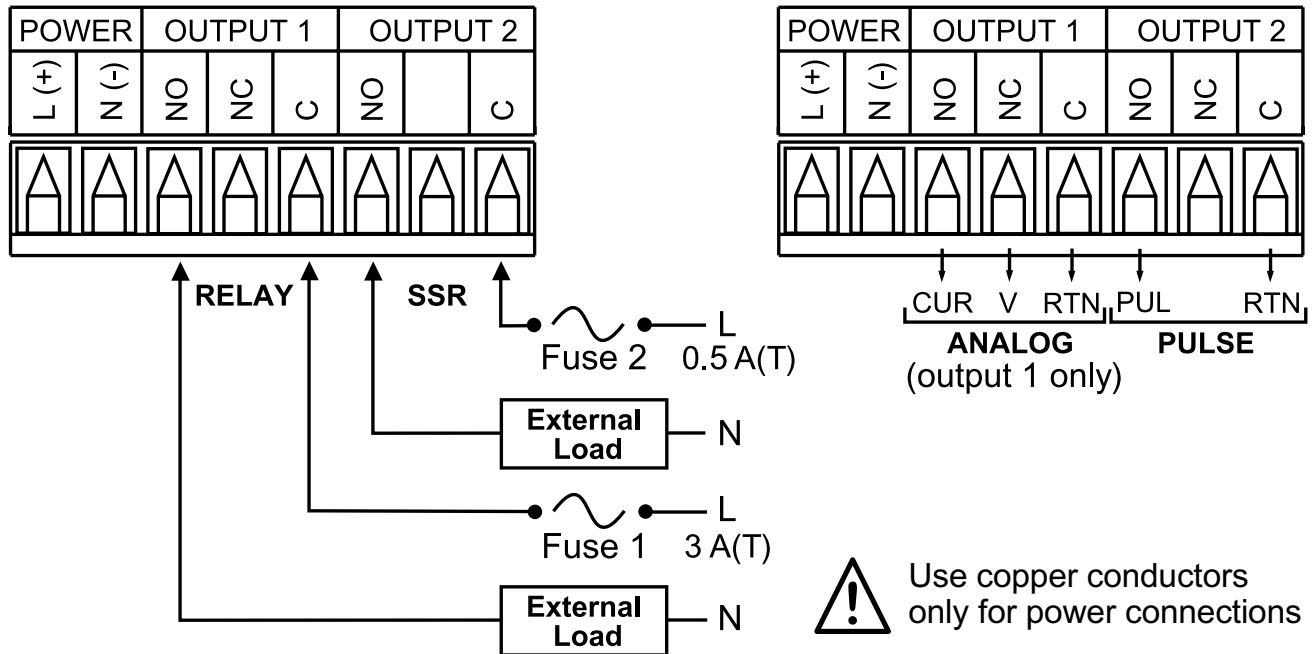 POWER OUTPUT 1 OUTPUT 2
L (+) N (-) NO NC C NO C
RELAY SSR
Fuse 2 L
0.5 A(T)
External
Load
N
Fuse 1 L
3 A(T)
External
Load
N
POWER OUTPUT 1 OUTPUT 2
L (+) N (-) NO NC C NO NC C
CUR V RTN PUL RTN
ANALOG PULSE
(output 1 only)
!
Use copper conductors
only for power connections